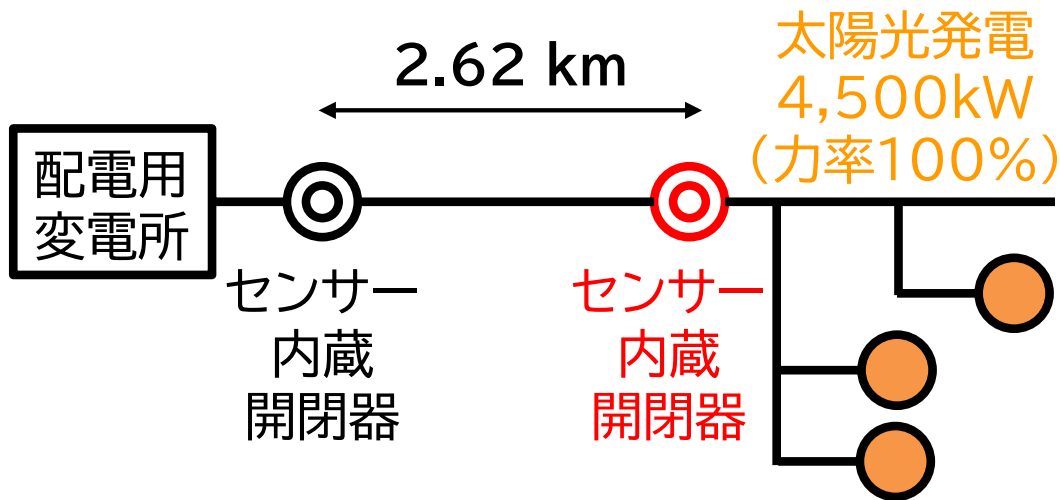 2.62 km
太陽光発電
4,500kW
（力率100%）
配電用
変電所
センサー
内蔵
開閉器
センサー
内蔵
開閉器